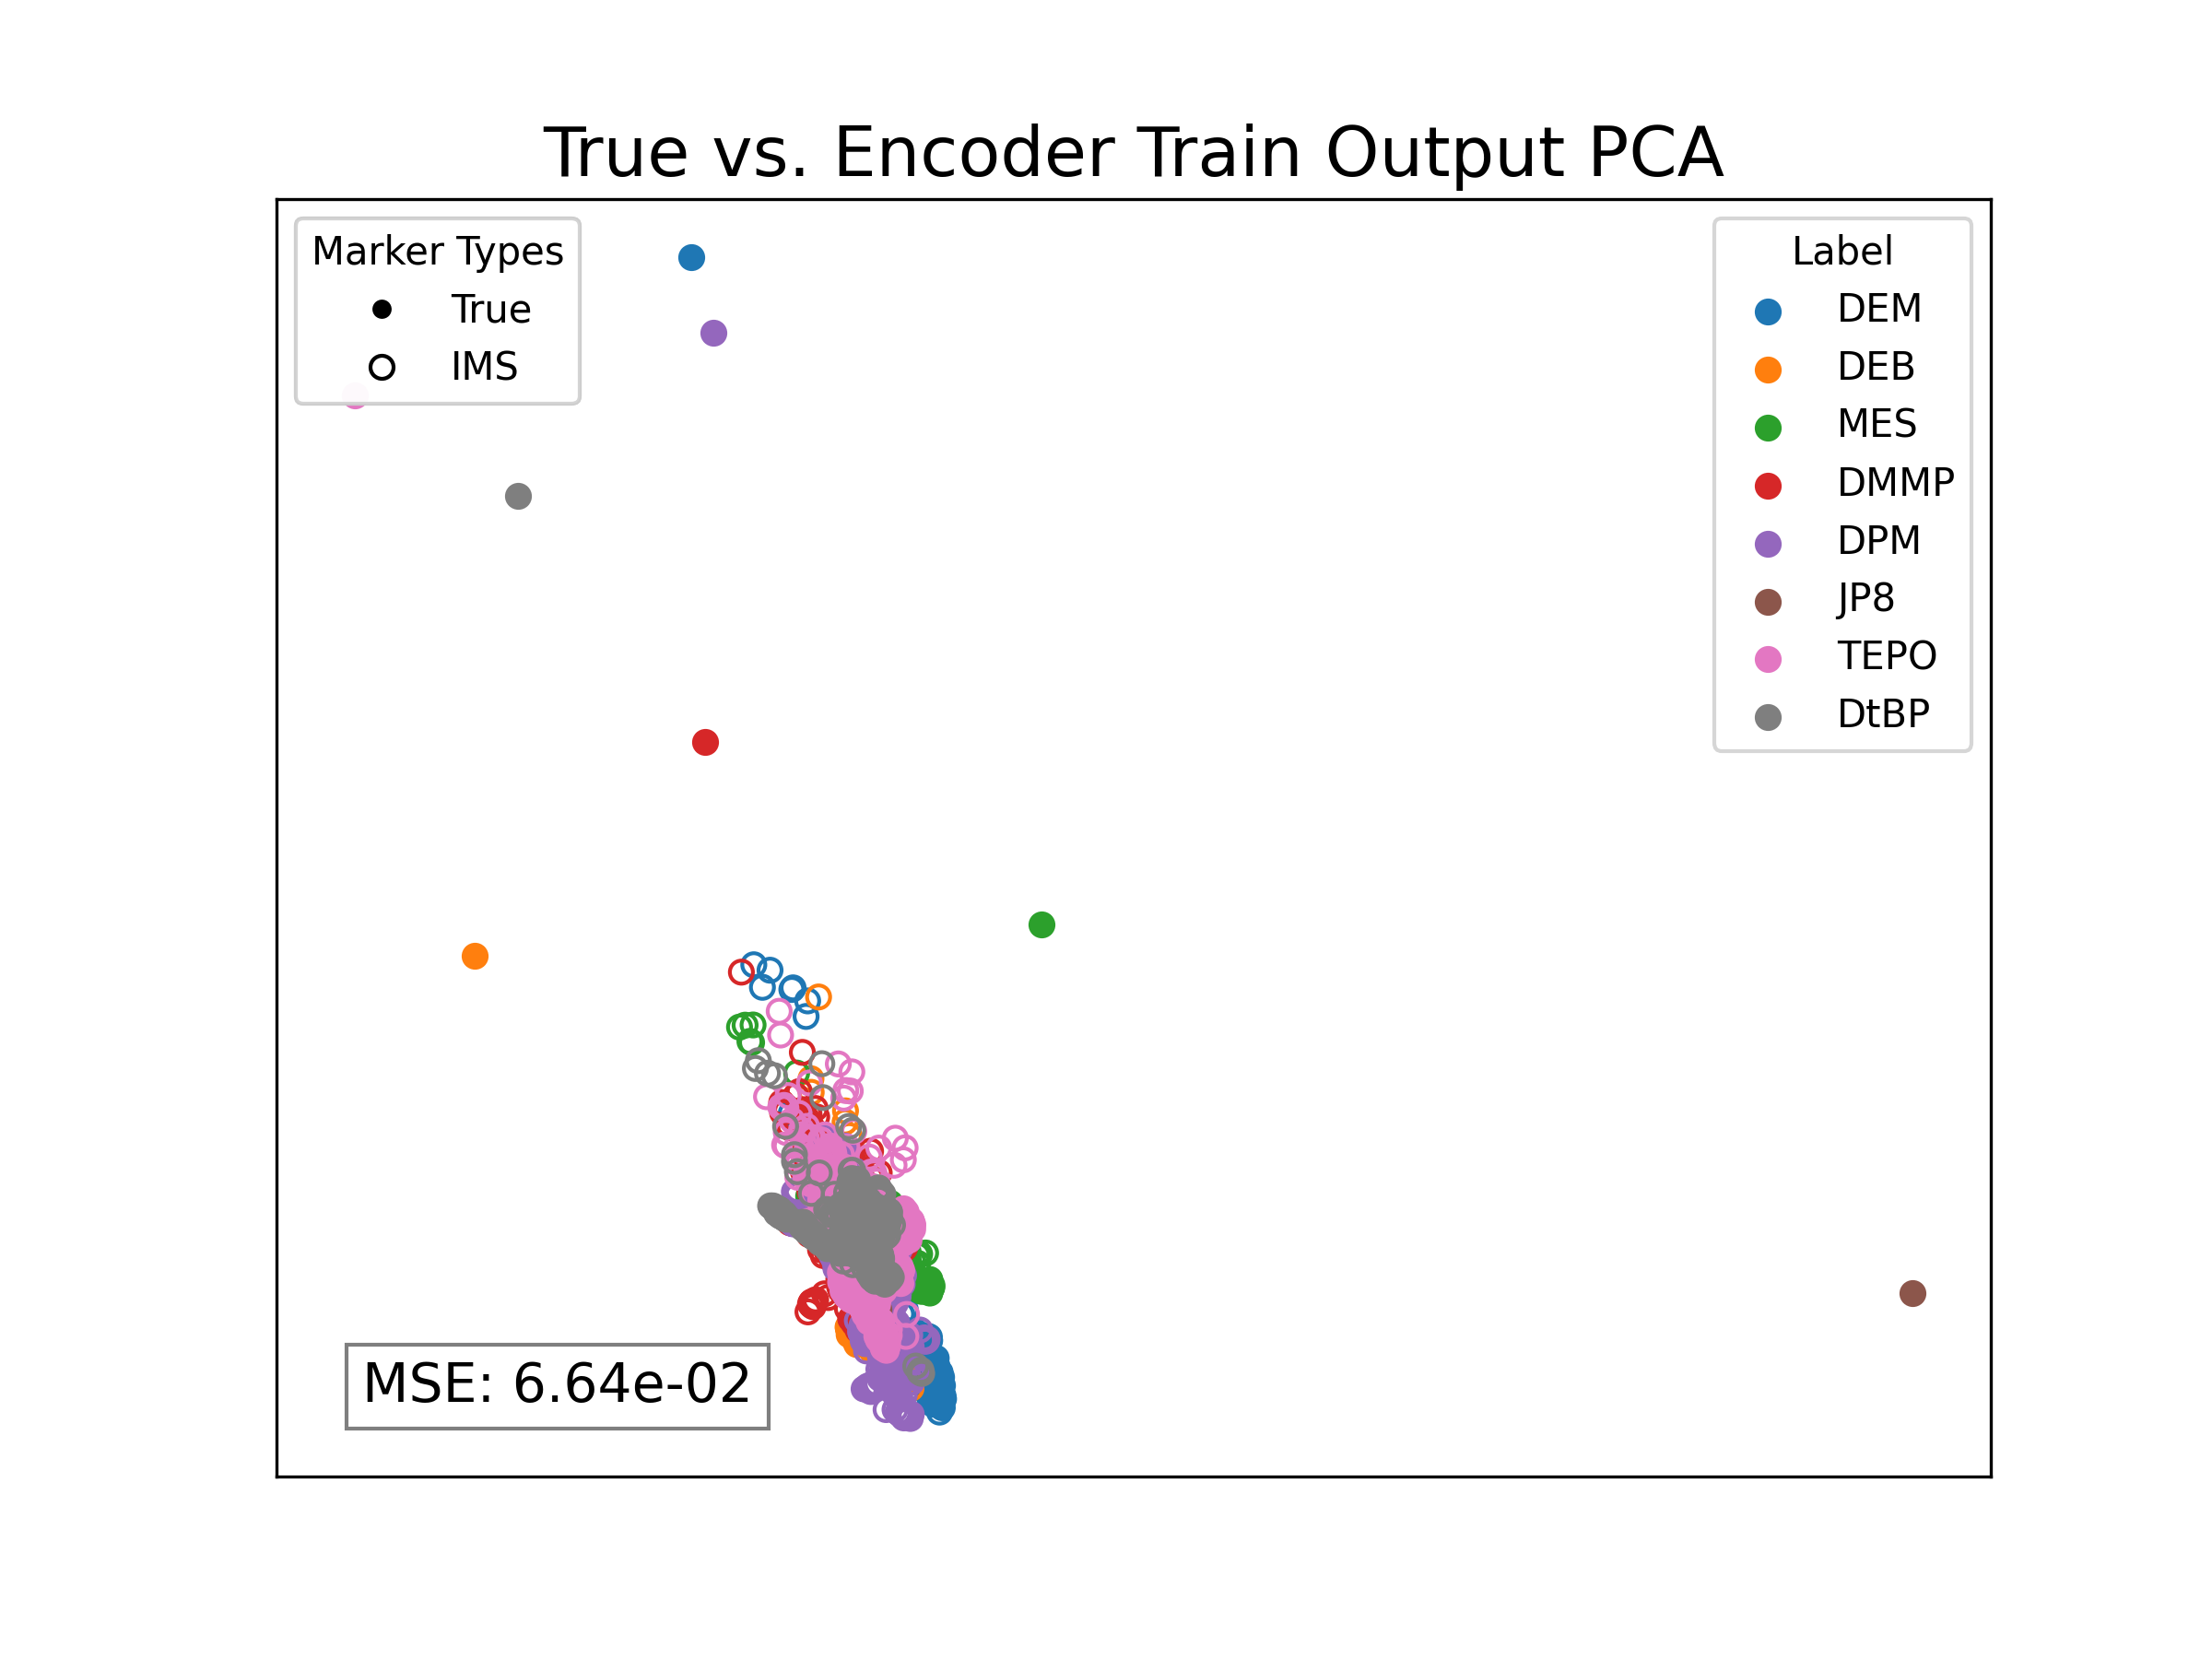 True vs. Encoder Train Output PCA
Marker Types
True
IMS
Label
DEM
DEB
MES
DMMP
DPM
JP8
TEPO
DtBP
MSE: 6.64e-02